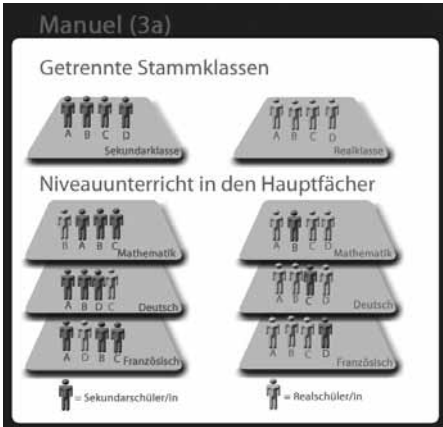 Manuel (3a)
Getrennte Stammklassen
A B C D
Sekundarklasse
A B C D
Realklasse
Niveauunterricht in den Hauptfächer
B A B C
Mathematik
A B C D
Mathematik
A B D C
Deutsch
A B C D
Deutsch
A D B C
Französisch
A B C D
Französisch
= Sekundarschüler/in
= Realschüler/in